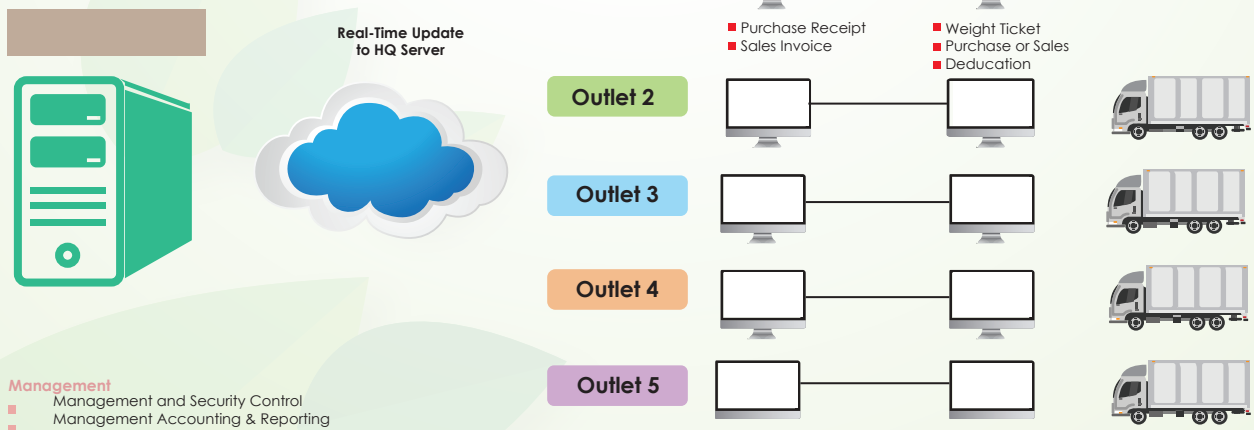 Real-Time Update
to HQ Server
Purchase Receipt
Sales Invoice
Weight Ticket
Purchase or Sales
Deducation
Outlet 2
Outlet 3
Outlet 4
Outlet 5
Management
Management and Security Control
Management Accounting & Reporting